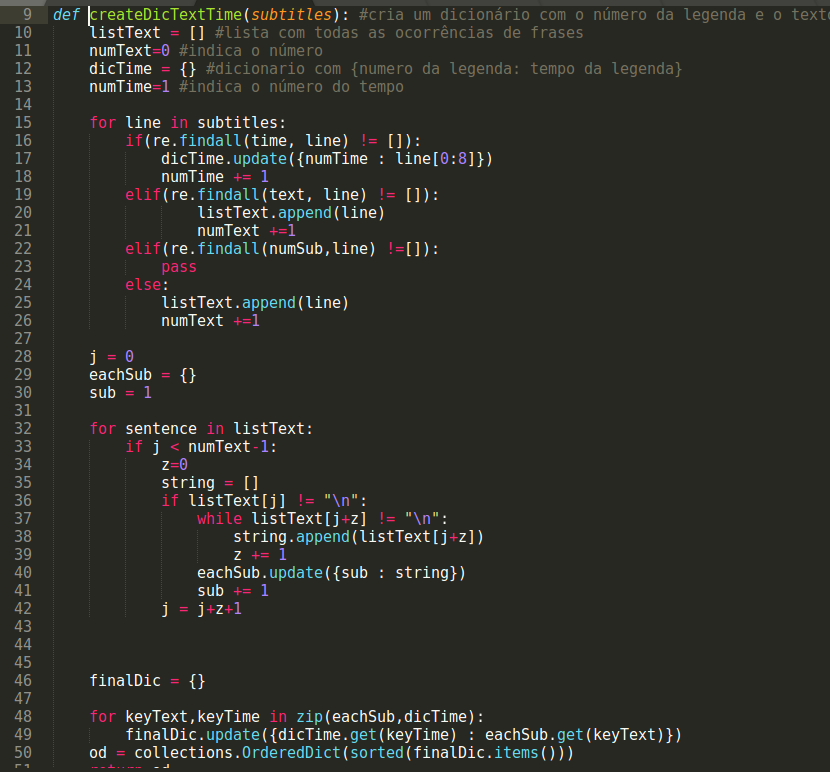 9 def createDicTextTime(subtitles): #cria um dicionário com o número da legenda e o texto
10 listText = [] #lista com todas as ocorrências de frases
11 numText=0 #indica o número
12 dicTime = {} #dicionario com {numero da legenda: tempo da legenda}
13 numTime=1 #indica o número do tempo
14
15 for line in subtitles:
16 if(re.findall(time, line) != []):
17 dicTime.update({numTime : line[0:8]})
18 numTime += 1
19 elif(re.findall(text, line) != []):
20 listText.append(line)
21 numText +=1
22 elif(re.findall(numSub,line) !=[]):
23 pass
24 else:
25 listText.append(line)
26 numText +=1
27
28 j = 0
29 eachSub = {}
30 sub = 1
31
32 for sentence in listText:
33 if j < numText-1:
34 z=0
35 string = []
36 if listText[j] != "\n":
37 while listText[j+z] != "\n":
38 string.append(listText[j+z])
39 z += 1
40 eachSub.update({sub : string})
41 sub += 1
42 j = j+z+1
43
44
45
46 finalDic = {}
47
48 for keyText,keyTime in zip(eachSub,dicTime):
49 finalDic.update({dicTime.get(keyTime) : eachSub.get(keyText)})
50 od = collections.OrderedDict(sorted(finalDic.items()))
51 return od